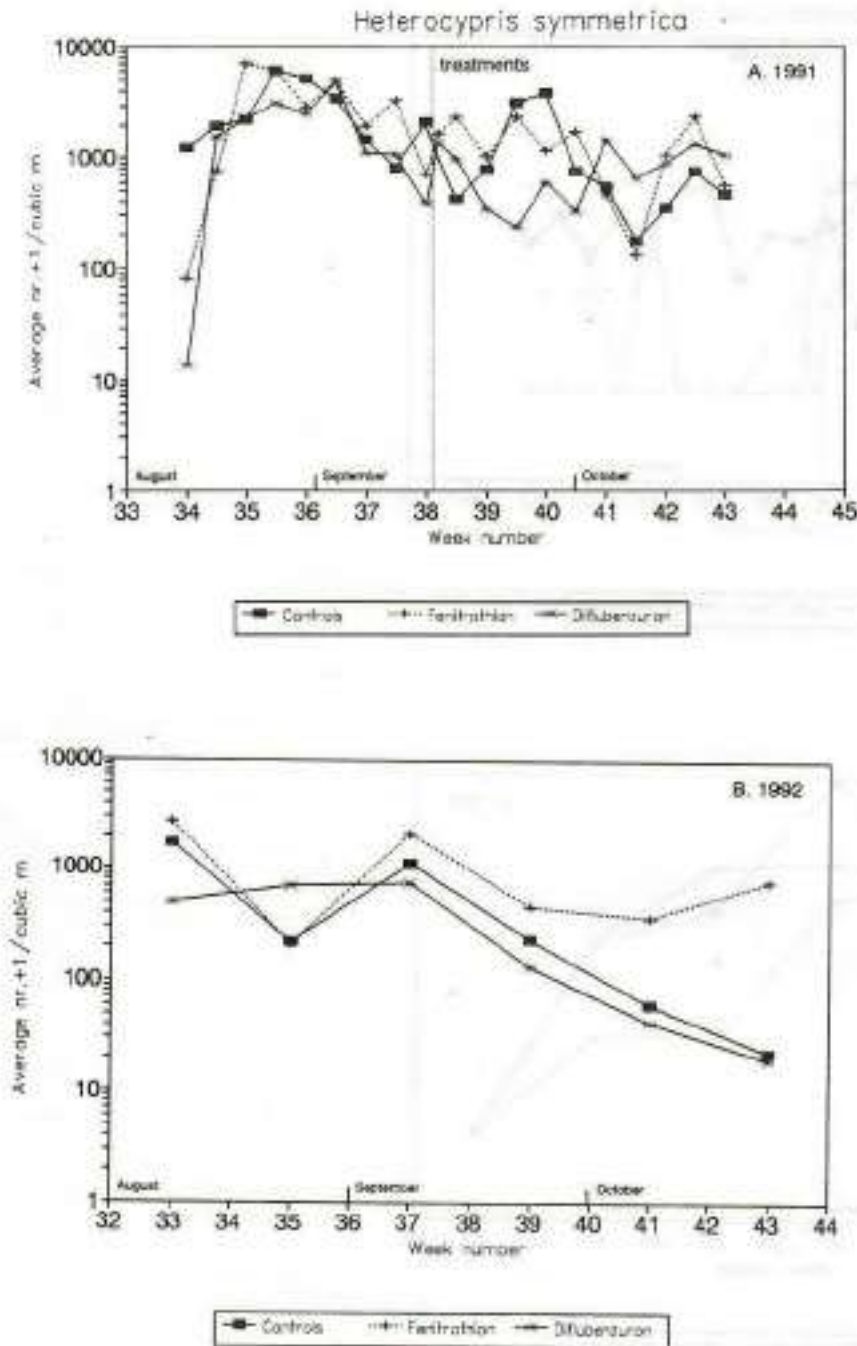 Heterocypris symmetrica
A. 1991
treatments
Average nr.+1/cubic m
10000
1000
100
10
1
August
September
October
33 34 35 36 37 38 39 40 41 42 43 44 45
Week number
Controls Fenitrothion Diflubenzuron
B. 1992
Average nr.+1/cubic m
10000
1000
100
10
1
August
September
October
32 33 34 35 36 37 38 39 40 41 42 43 44
Week number
Controls Fenitrothion Diflubenzuron